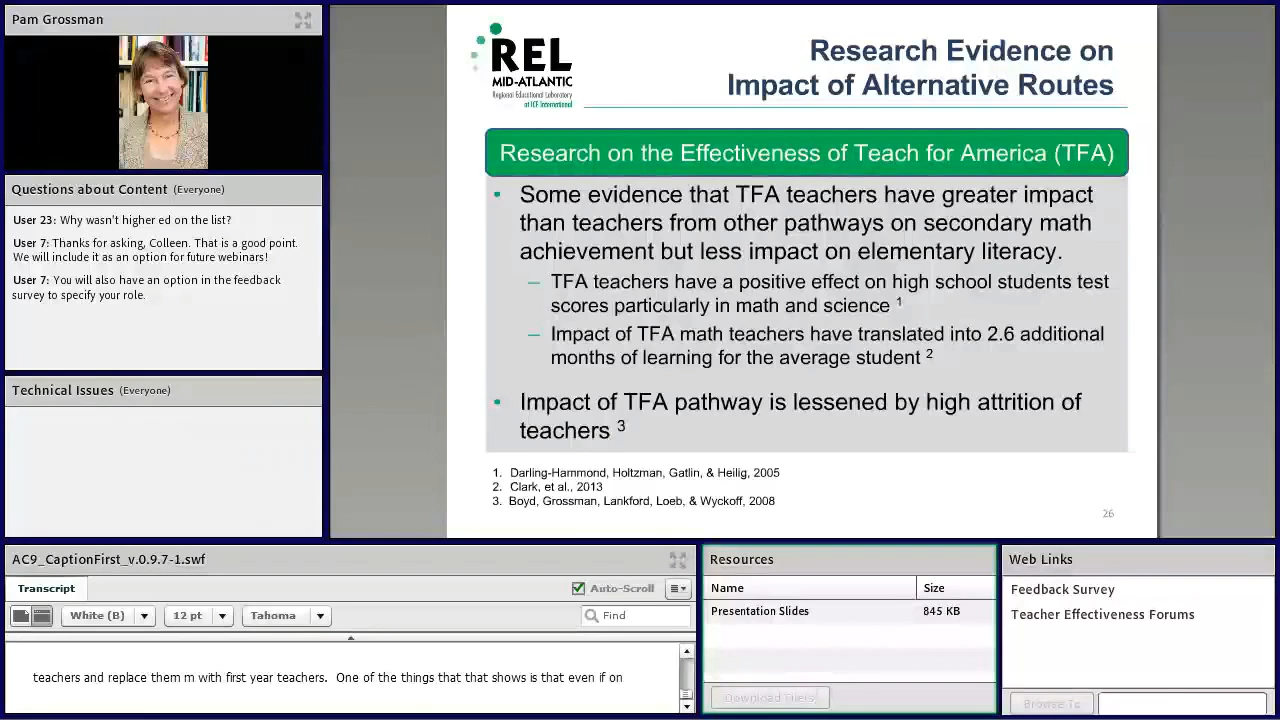 Pam Grossman
Questions about Content (Everyone)
User 23: Why wasn't higher ed on the list?
User 7: Thanks for asking, Colleen. That is a good point.
We will include it as an option for future webinars!
User 7: You will also have an option in the feedback
survey to specify your role.
Technical Issues (Everyone)
REL
MID-ATLANTIC
Regional Educational Laboratory
at ICF International
Research Evidence on
Impact of Alternative Routes
Research on the Effectiveness of Teach for America (TFA)
• Some evidence that TFA teachers have greater impact
than teachers from other pathways on secondary math
achievement but less impact on elementary literacy.
– TFA teachers have a positive effect on high school students test
scores particularly in math and science 1
– Impact of TFA math teachers have translated into 2.6 additional
months of learning for the average student 2
• Impact of TFA pathway is lessened by high attrition of
teachers 3
1. Darling-Hammond, Holtzman, Gatlin, & Heilig, 2005
2. Clark, et al., 2013
3. Boyd, Grossman, Lankford, Loeb, & Wyckoff, 2008
26
AC9_CaptionFirst_v.0.9.7-1.swf
Transcript
Auto-Scroll
White (B)
12 pt
Tahoma
Find
teachers and replace them m with first year teachers.  One of the things that that shows is that even if on
Resources
Name Size
Presentation Slides 845 KB
Download File(s)
Web Links
Feedback Survey
Teacher Effectiveness Forums
Browse To